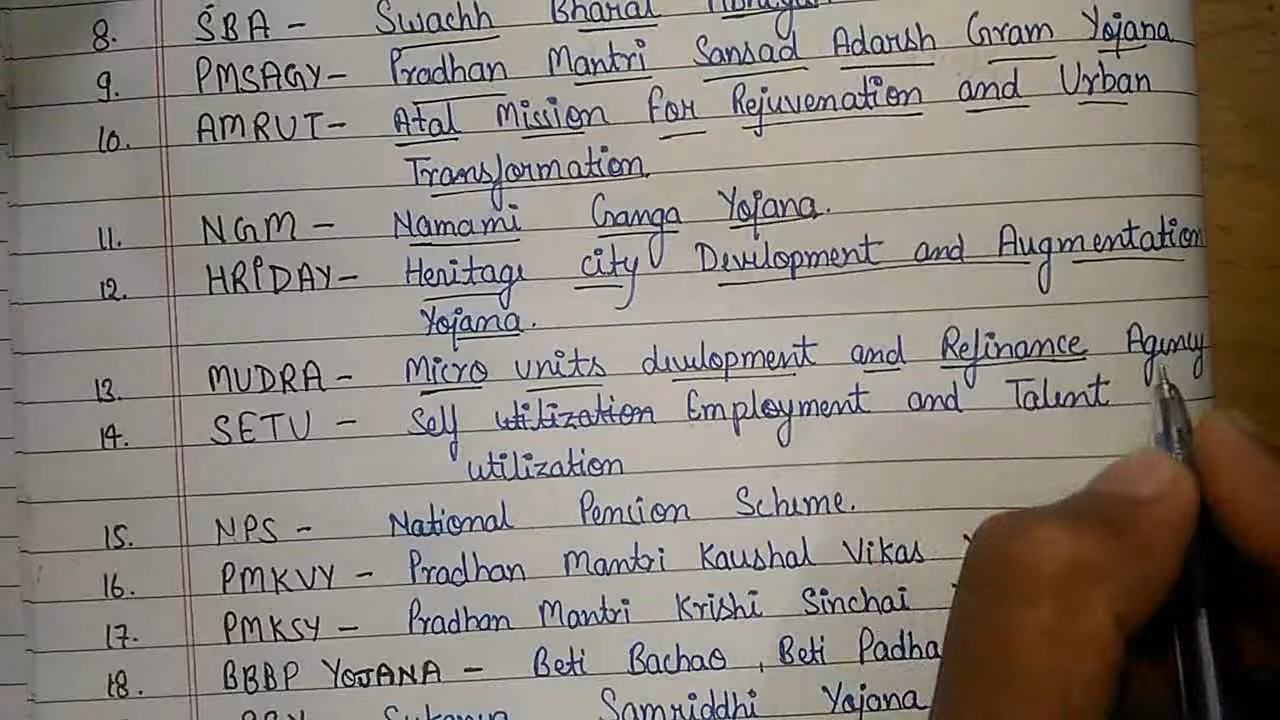 8. SBA - Swachh Bharat
9. PMSAGY- Pradhan Mantri Sansad Adarsh Gram Yojana
10. AMRUT- Atal Mission for Rejuvenation and Urban
Transformation.
11. NGM - Namami Ganga Yojana.
12. HRIDAY- Heritage city Development and Augmentation
Yojana.
13. MUDRA - Micro units development and Refinance Agency
14. SETU - Self utilization Employment and Talent
utilization
15. NPS - National Pension Scheme.
16. PMKVY - Pradhan Mantri Kaushal Vikas
17. PMKSY - Pradhan Mantri Krishi Sinchai
18. BBBP YOJANA - Beti Bachao, Beti Padha
Samriddhi Yojana